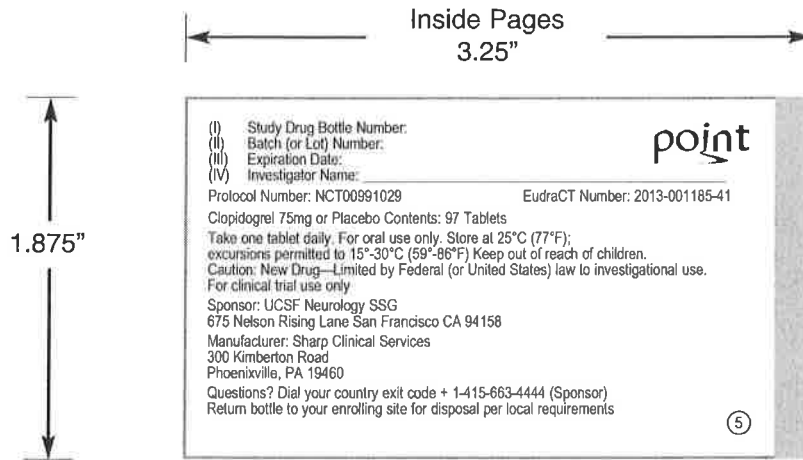 Inside Pages
3.25”
1.875”
(I) Study Drug Bottle Number:
(II) Batch (or Lot) Number:
(III) Expiration Date:
(IV) Investigator Name:
point
Protocol Number: NCT00991029 EudraCT Number: 2013-001185-41
Clopidogrel 75mg or Placebo Contents: 97 Tablets
Take one tablet daily. For oral use only. Store at 25°C (77°F);
excursions permitted to 15°-30°C (59°-86°F) Keep out of reach of children.
Caution: New Drug—Limited by Federal (or United States) law to investigational use.
For clinical trial use only
Sponsor: UCSF Neurology SSG
675 Nelson Rising Lane San Francisco CA 94158
Manufacturer: Sharp Clinical Services
300 Kimberton Road
Phoenixville, PA 19460
Questions? Dial your country exit code + 1-415-663-4444 (Sponsor)
Return bottle to your enrolling site for disposal per local requirements
5